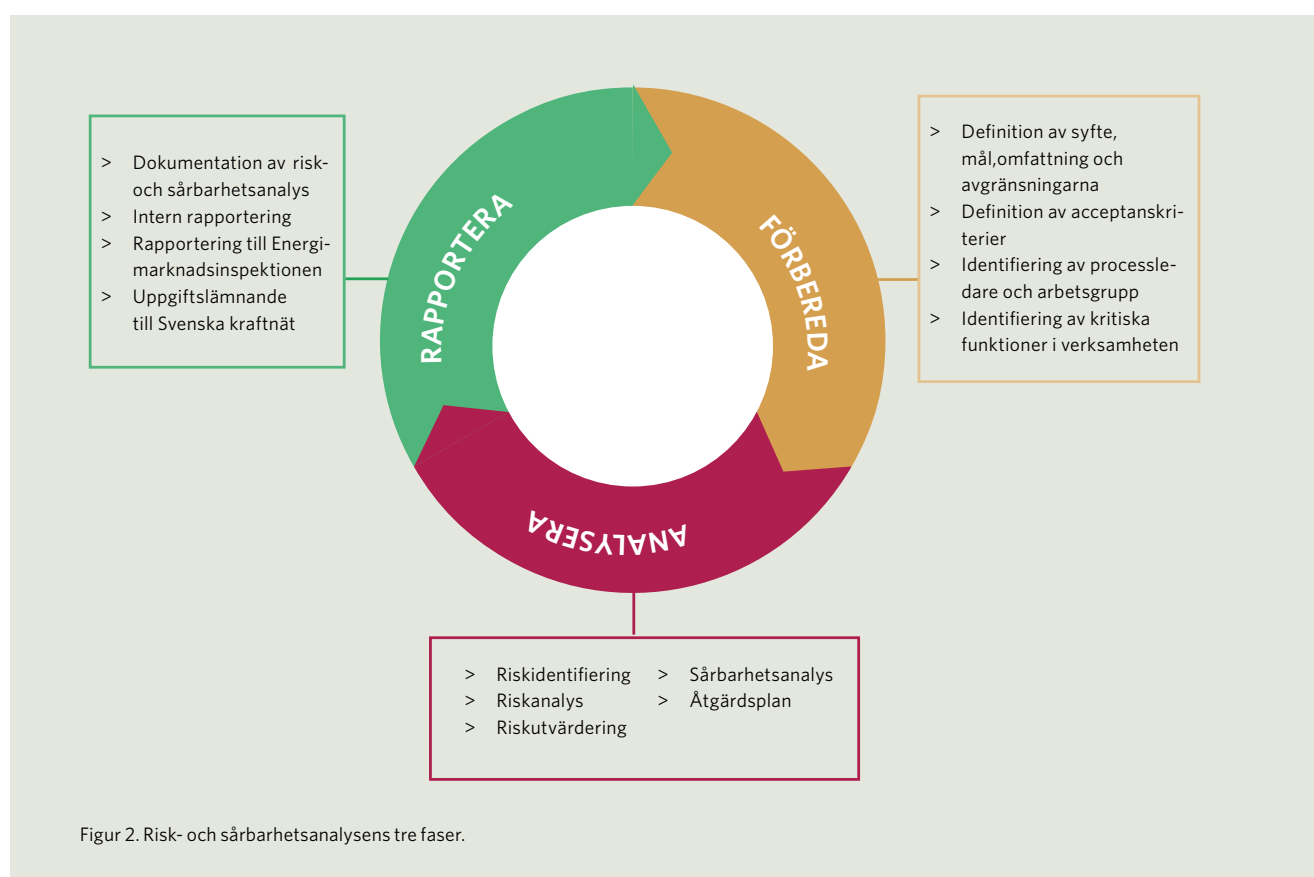 > Dokumentation av risk-
och sårbarhetsanalys
> Intern rapportering
> Rapportering till Energi-
marknadsinspektionen
> Uppgiftslämnande
till Svenska kraftnät
RAPPORTERA
FÖRBEREDA
ANALYSERA
> Definition av syfte,
mål,omfattning och
avgränsningarna
> Definition av acceptanskri-
terier
> Identifiering av processle-
dare och arbetsgrupp
> Identifiering av kritiska
funktioner i verksamheten
> Riskidentifiering
> Riskanalys
> Riskutvärdering
> Sårbarhetsanalys
> Åtgärdsplan
Figur 2. Risk- och sårbarhetsanalysens tre faser.